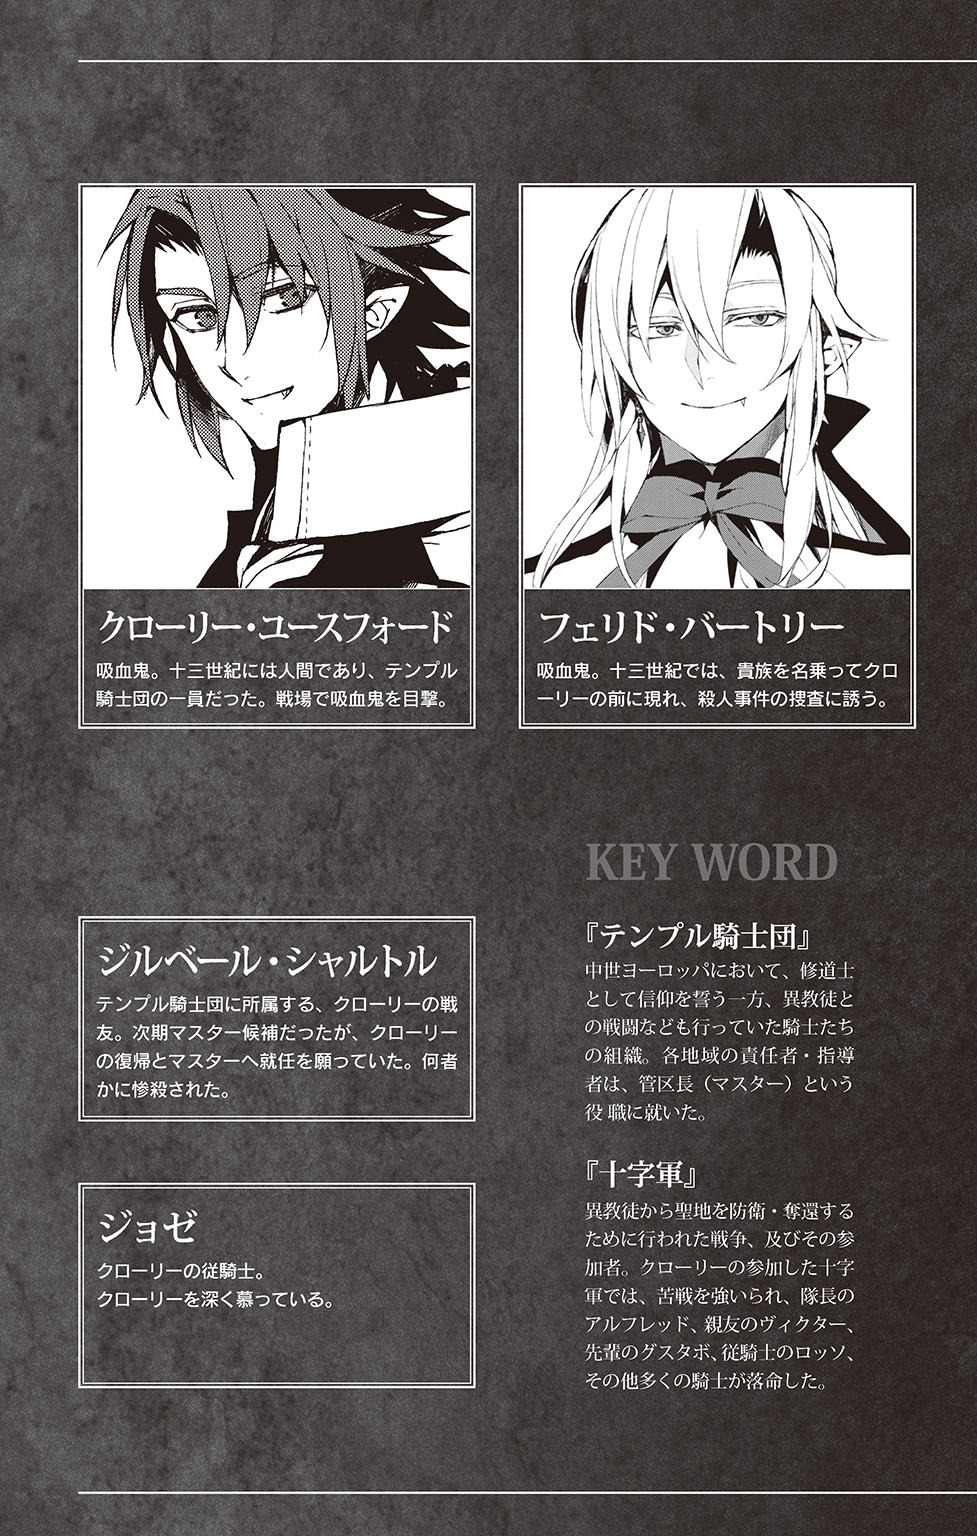 クローリー・ユースフォード
吸血鬼。十三世紀には人間であり、テンプル
騎士団の一員だった。戦場で吸血鬼を目撃。
フェリド・バートリー
吸血鬼。十三世紀では、貴族を名乗ってクロ
ーリーの前に現れ、殺人事件の捜査に誘う。
ジルベール・シャルトル
テンプル騎士団に所属する、クローリーの戦
友。次期マスター候補だったが、クローリー
の復帰とマスターへ就任を願っていた。何者
かに惨殺された。
ジョゼ
クローリーの従騎士。
クローリーを深く慕っている。
KEY WORD
『テンプル騎士団』
中世ヨーロッパにおいて、修道士
として信仰を誓う一方、異教徒と
の戦闘なども行っていた騎士たち
の組織。各地域の責任者・指導
者は、管区長（マスター）という
役 職に就いた。
『十字軍』
異教徒から聖地を防衛・奪還する
ために行われた戦争、及びその参
加者。クローリーの参加した十字
軍では、苦戦を強いられ、隊長の
アルフレッド、親友のヴィクター、
先輩のグスタボ、従騎士のロッソ、
その他多くの騎士が落命した。